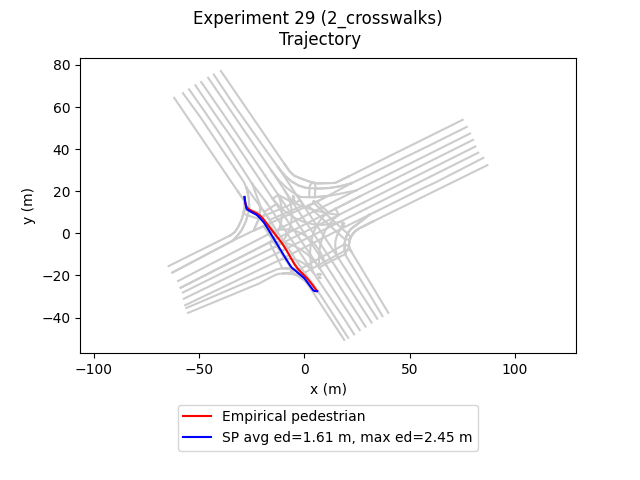 Experiment 29 (2_crosswalks)
Trajectory
80
60
40
20
0
−20
−40
y (m)
−100
−50
0
50
100
x (m)
Empirical pedestrian
SP avg ed=1.61 m, max ed=2.45 m